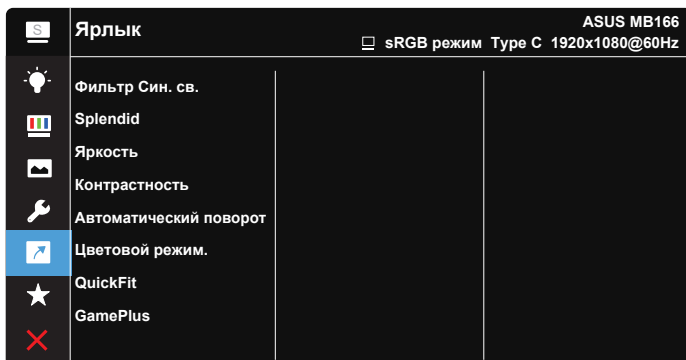 S
Ярлык
ASUS MB166
sRGB режим Type C 1920x1080@60Hz
Фильтр Син. св.
Splendid
Яркость
Контрастность
Автоматический поворот
Цветовой режим.
QuickFit
GamePlus